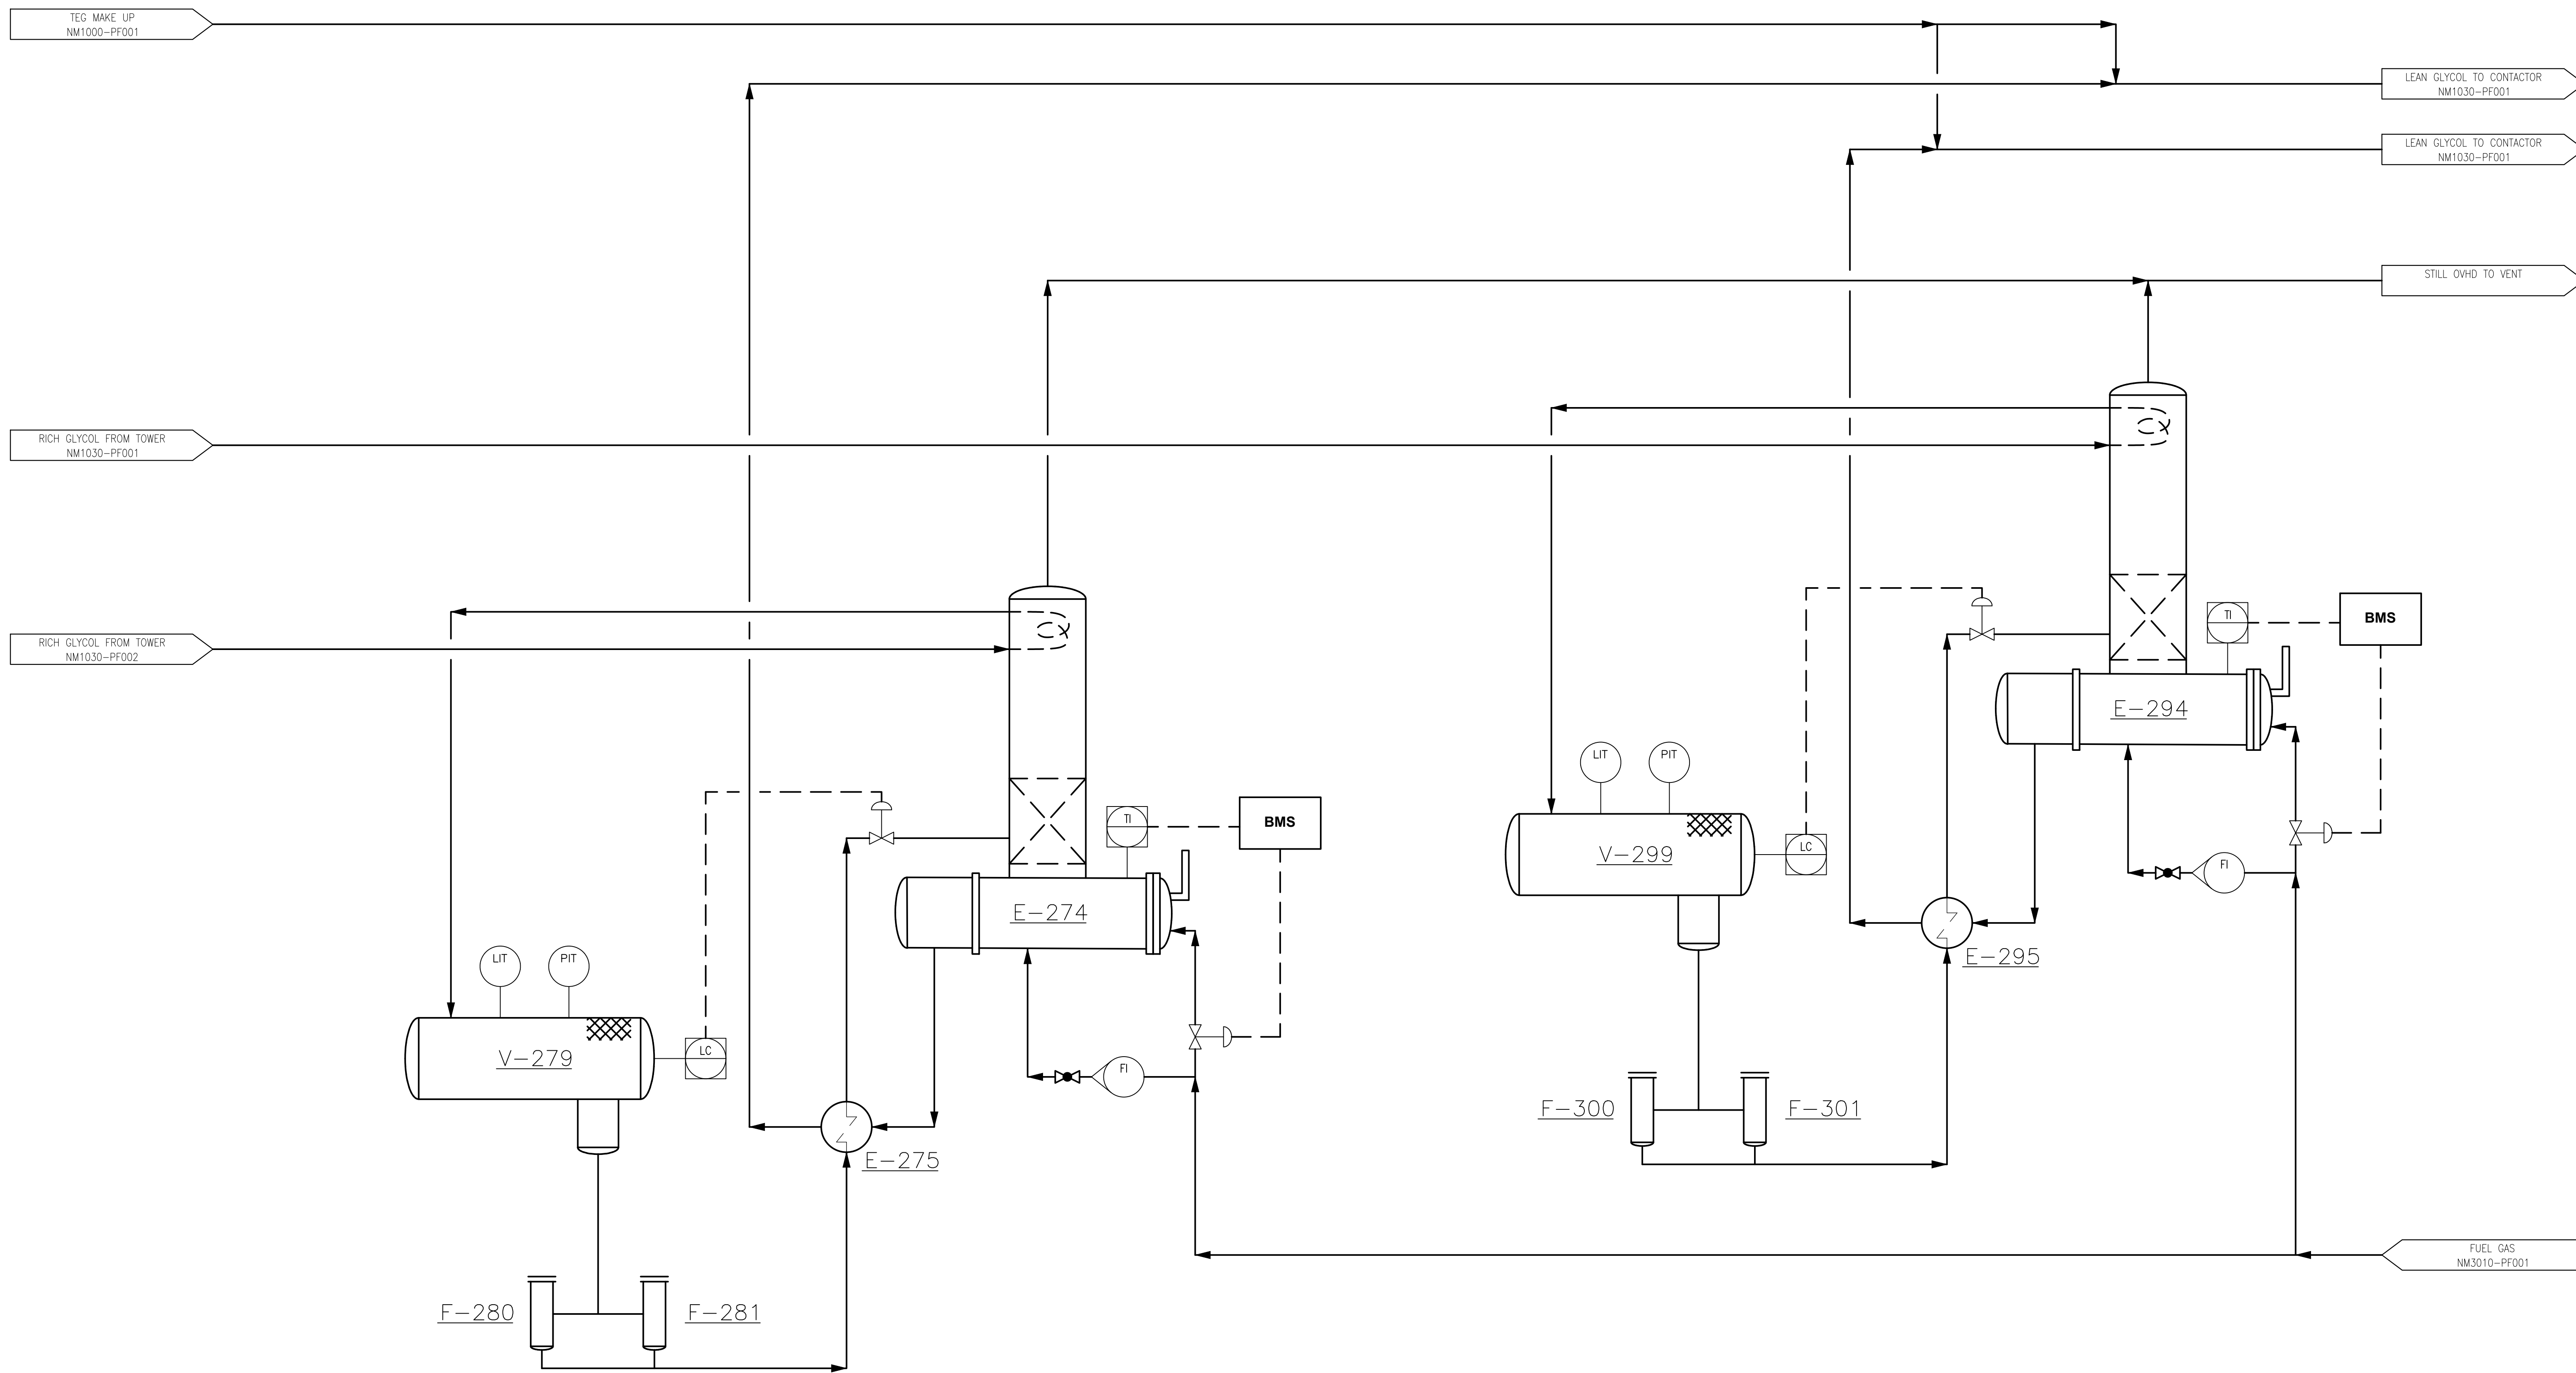 TEG MAKE UP
NM1000-PF001
LEAN GLYCOL TO CONTACTOR
NM1030-PF001
LEAN GLYCOL TO CONTACTOR
NM1030-PF001
STILL OVHD TO VENT
RICH GLYCOL FROM TOWER
NM1030-PF001
RICH GLYCOL FROM TOWER
NM1030-PF002
TI
BMS
E-294
LIT
PIT
V-299
LC
FI
E-295
TI
BMS
E-274
LIT
PIT
V-279
LC
FI
E-275
F-300
F-301
FUEL GAS
NM3010-PF001
F-280
F-281